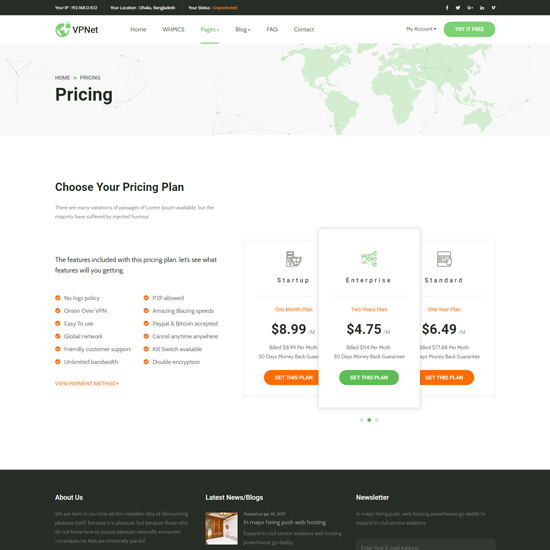 Your IP : 192.168.0.102 Your Location : Dhaka, Bangladesh Your Status : Unprotected
VPNet Home WHMCS Pages Blog FAQ Contact My Account TRY IT FREE
HOME » PRICING
Pricing
Choose Your Pricing Plan
There are many variations of passages of Lorem Ipsum available, but the
majority have suffered by injected humour
The features included with this pricing plan. let's see what
features will you getting.
No logs policy P2P allowed
Onion Over VPN Amazing Blazing speeds
Easy To use Paypal & Bitcoin accepted
Global network Cancel anytime anywhere
Friendly customer support Kill Switch available
Unlimited bandwidth Double encryption
VIEW PAYMENT METHOD
Startup
One Month Plan
$8.99 /M
Billed $8.99 Per Moth
30 Days Money Back Guara
GET THIS PLAN
Enterprise
Two Years Plan
$4.75 /M
Billed $114 Per Moth
30 Days Money Back Guarantee
GET THIS PLAN
Standard
One Year Plan
$6.49 /M
Billed $77.88 Per Moth
Days Money Back Guarantee
GET THIS PLAN
About Us
We are here to you how all this mistaken idea of denouncing
pleasure itself, because it is pleasure, but because those who
do not know how to pursue pleasure rationally encounter
consequences that are extremely painful.
Latest News/Blogs
Posted on Jan 19, 2017
In major hiring push web hosting
Expand its civil service aviations web hosting
powerhouse go daddy
Newsletter
In major hiring push, web hosting powerhouse go daddy to
expand its civil service aviations.
Enter Your E-mail Address